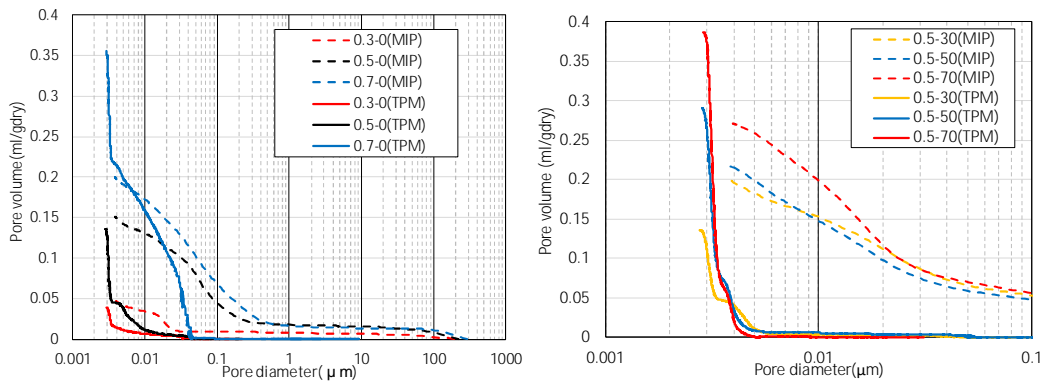 0.4
0.35
0.3
0.25
0.2
0.15
0.1
0.05
0
Pore volume(ml/gdry)
0.001
0.01
0.1
1
10
100
1000
Pore diameter(μm)
0.3-0(MIP)
0.5-0(MIP)
0.7-0(MIP)
0.3-0(TPM)
0.5-0(TPM)
0.7-0(TPM)
0.4
0.35
0.3
0.25
0.2
0.15
0.1
0.05
0
Pore volume (ml/gdry)
0.001
0.01
0.1
Pore diameter(μm)
0.5-30(MIP)
0.5-50(MIP)
0.5-70(MIP)
0.5-30(TPM)
0.5-50(TPM)
0.5-70(TPM)